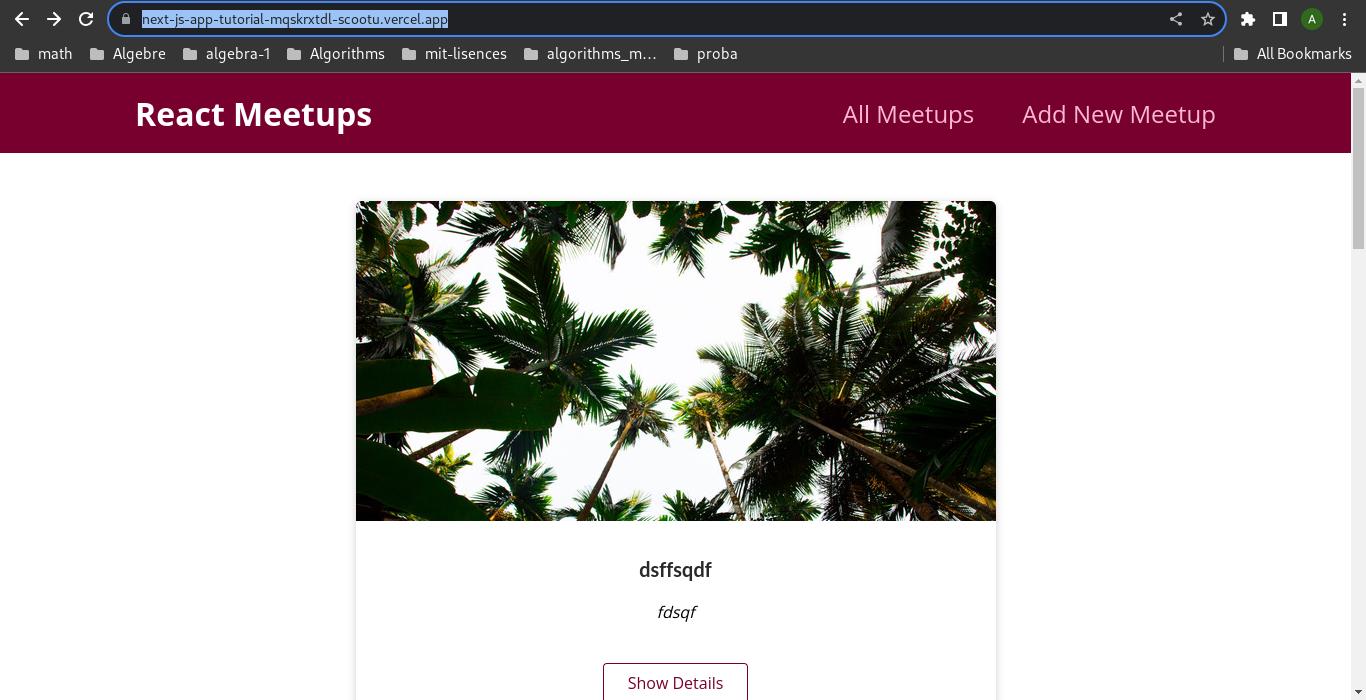 next-js-app-tutorial-mqskrxtdl-scootu.vercel.app
A
math Algebre algebra-1 Algorithms mit-lisences algorithms_m... proba All Bookmarks
React Meetups All Meetups Add New Meetup
dsffsqdf
fdsqf
Show Details